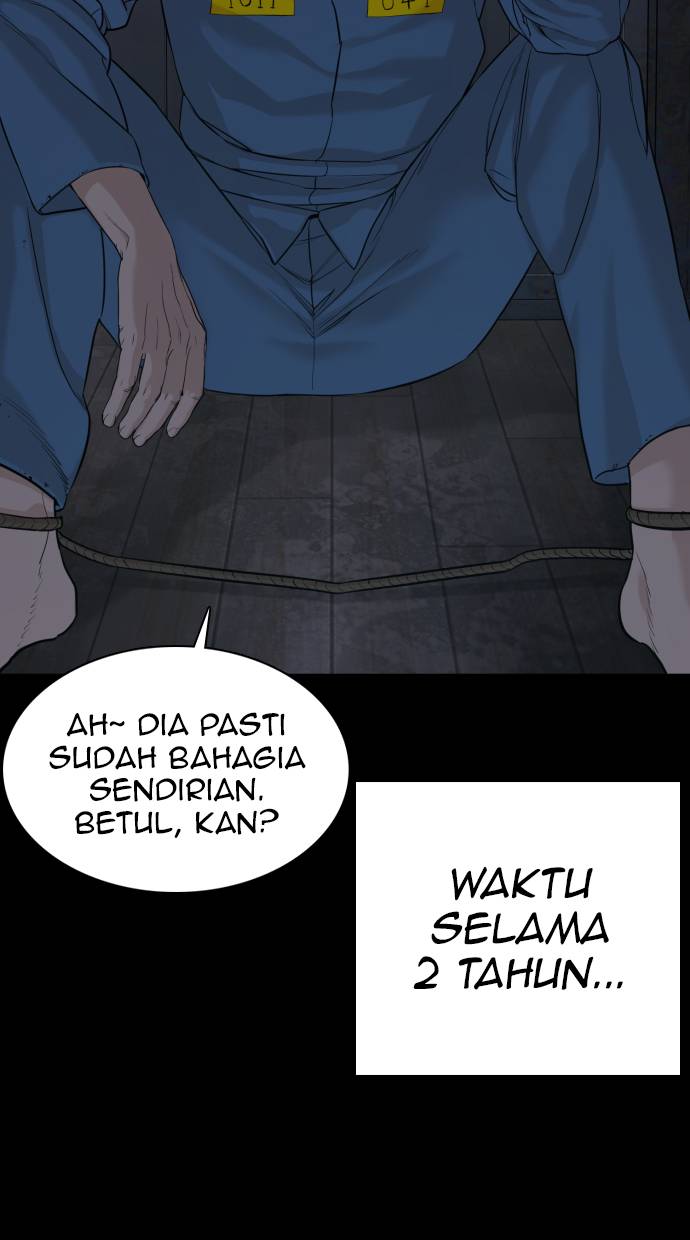 AH~ DIA PASTI
SUDAH BAHAGIA
SENDIRIAN.
BETUL, KAN?
WAKTU
SELAMA
2 TAHUN...